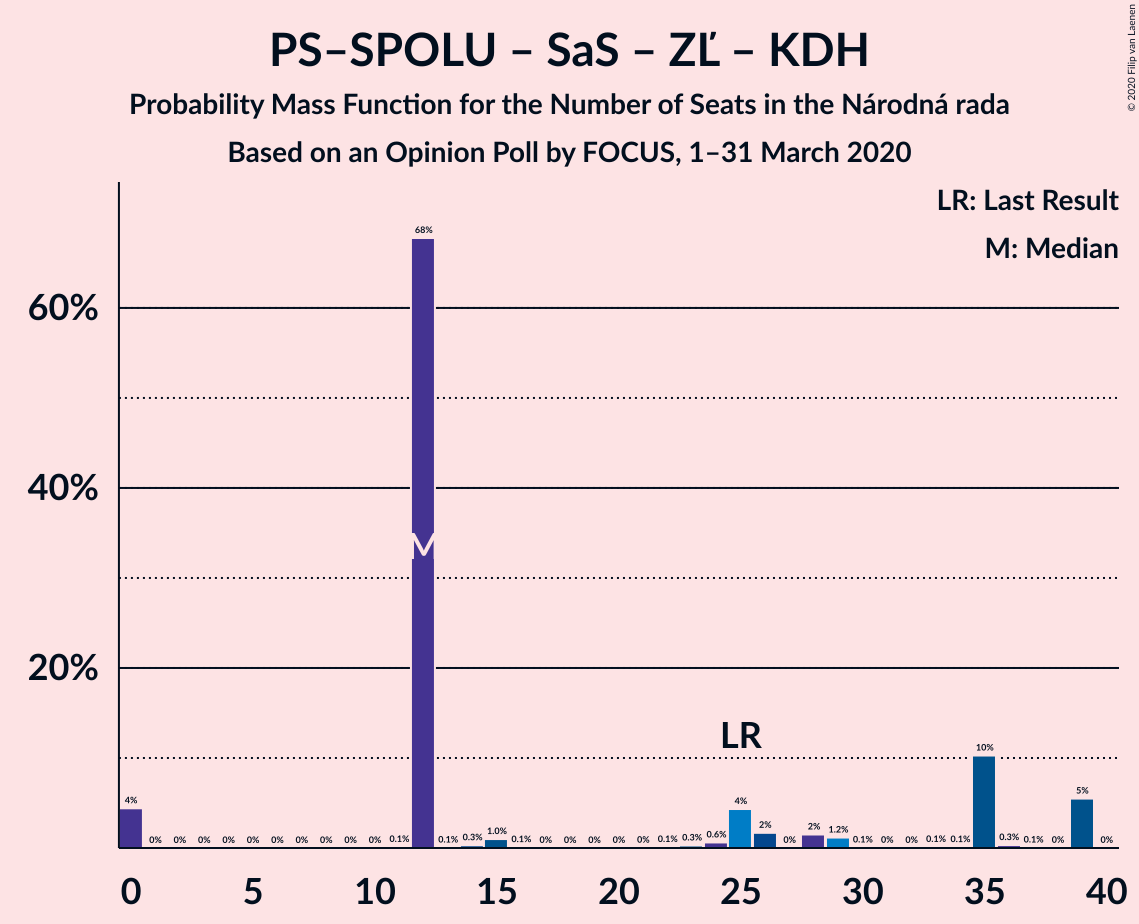 PS–SPOLU – SaS – ZĽ – KDH
Probability Mass Function for the Number of Seats in the Národná rada
Based on an Opinion Poll by FOCUS, 1–31 March 2020
© 2020 Filip van Laenen
LR: Last Result
M: Median
60%
40%
20%
4% 0% 0% 0% 0% 0% 0% 0% 0% 0% 0% 0.1% 68% 0.1% 0.3% 1.0% 0.1% 0% 0% 0% 0% 0% 0.1% 0.3% 0.6% 4% 2% 0% 2% 1.2% 0.1% 0% 0% 0.1% 0.1% 10% 0.3% 0.1% 0% 5% 0%
M
LR
0 5 10 15 20 25 30 35 40